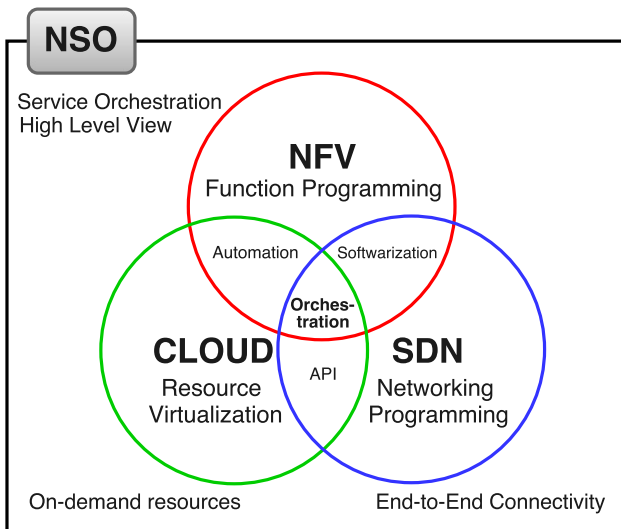 NSO
Service Orchestration
High Level View
NFV
Function Programming
Automation
Softwarization
Orches-
tration
CLOUD
SDN
API
Resource
Virtualization
Networking
Programming
On-demand resources
End-to-End Connectivity